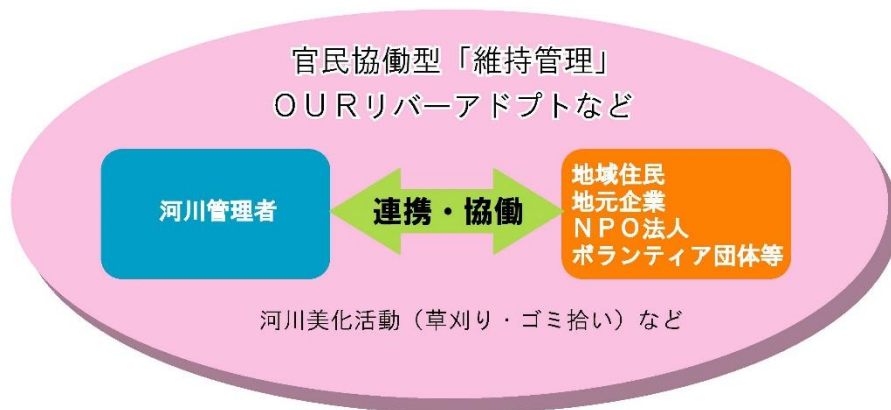 官民協働型「維持管理」
ＯＵＲリバーアドプトなど
河川管理者
連携・協働
地域住民
地元企業
ＮＰＯ法人
ボランティア団体等
河川美化活動（草刈り・ゴミ拾い）など